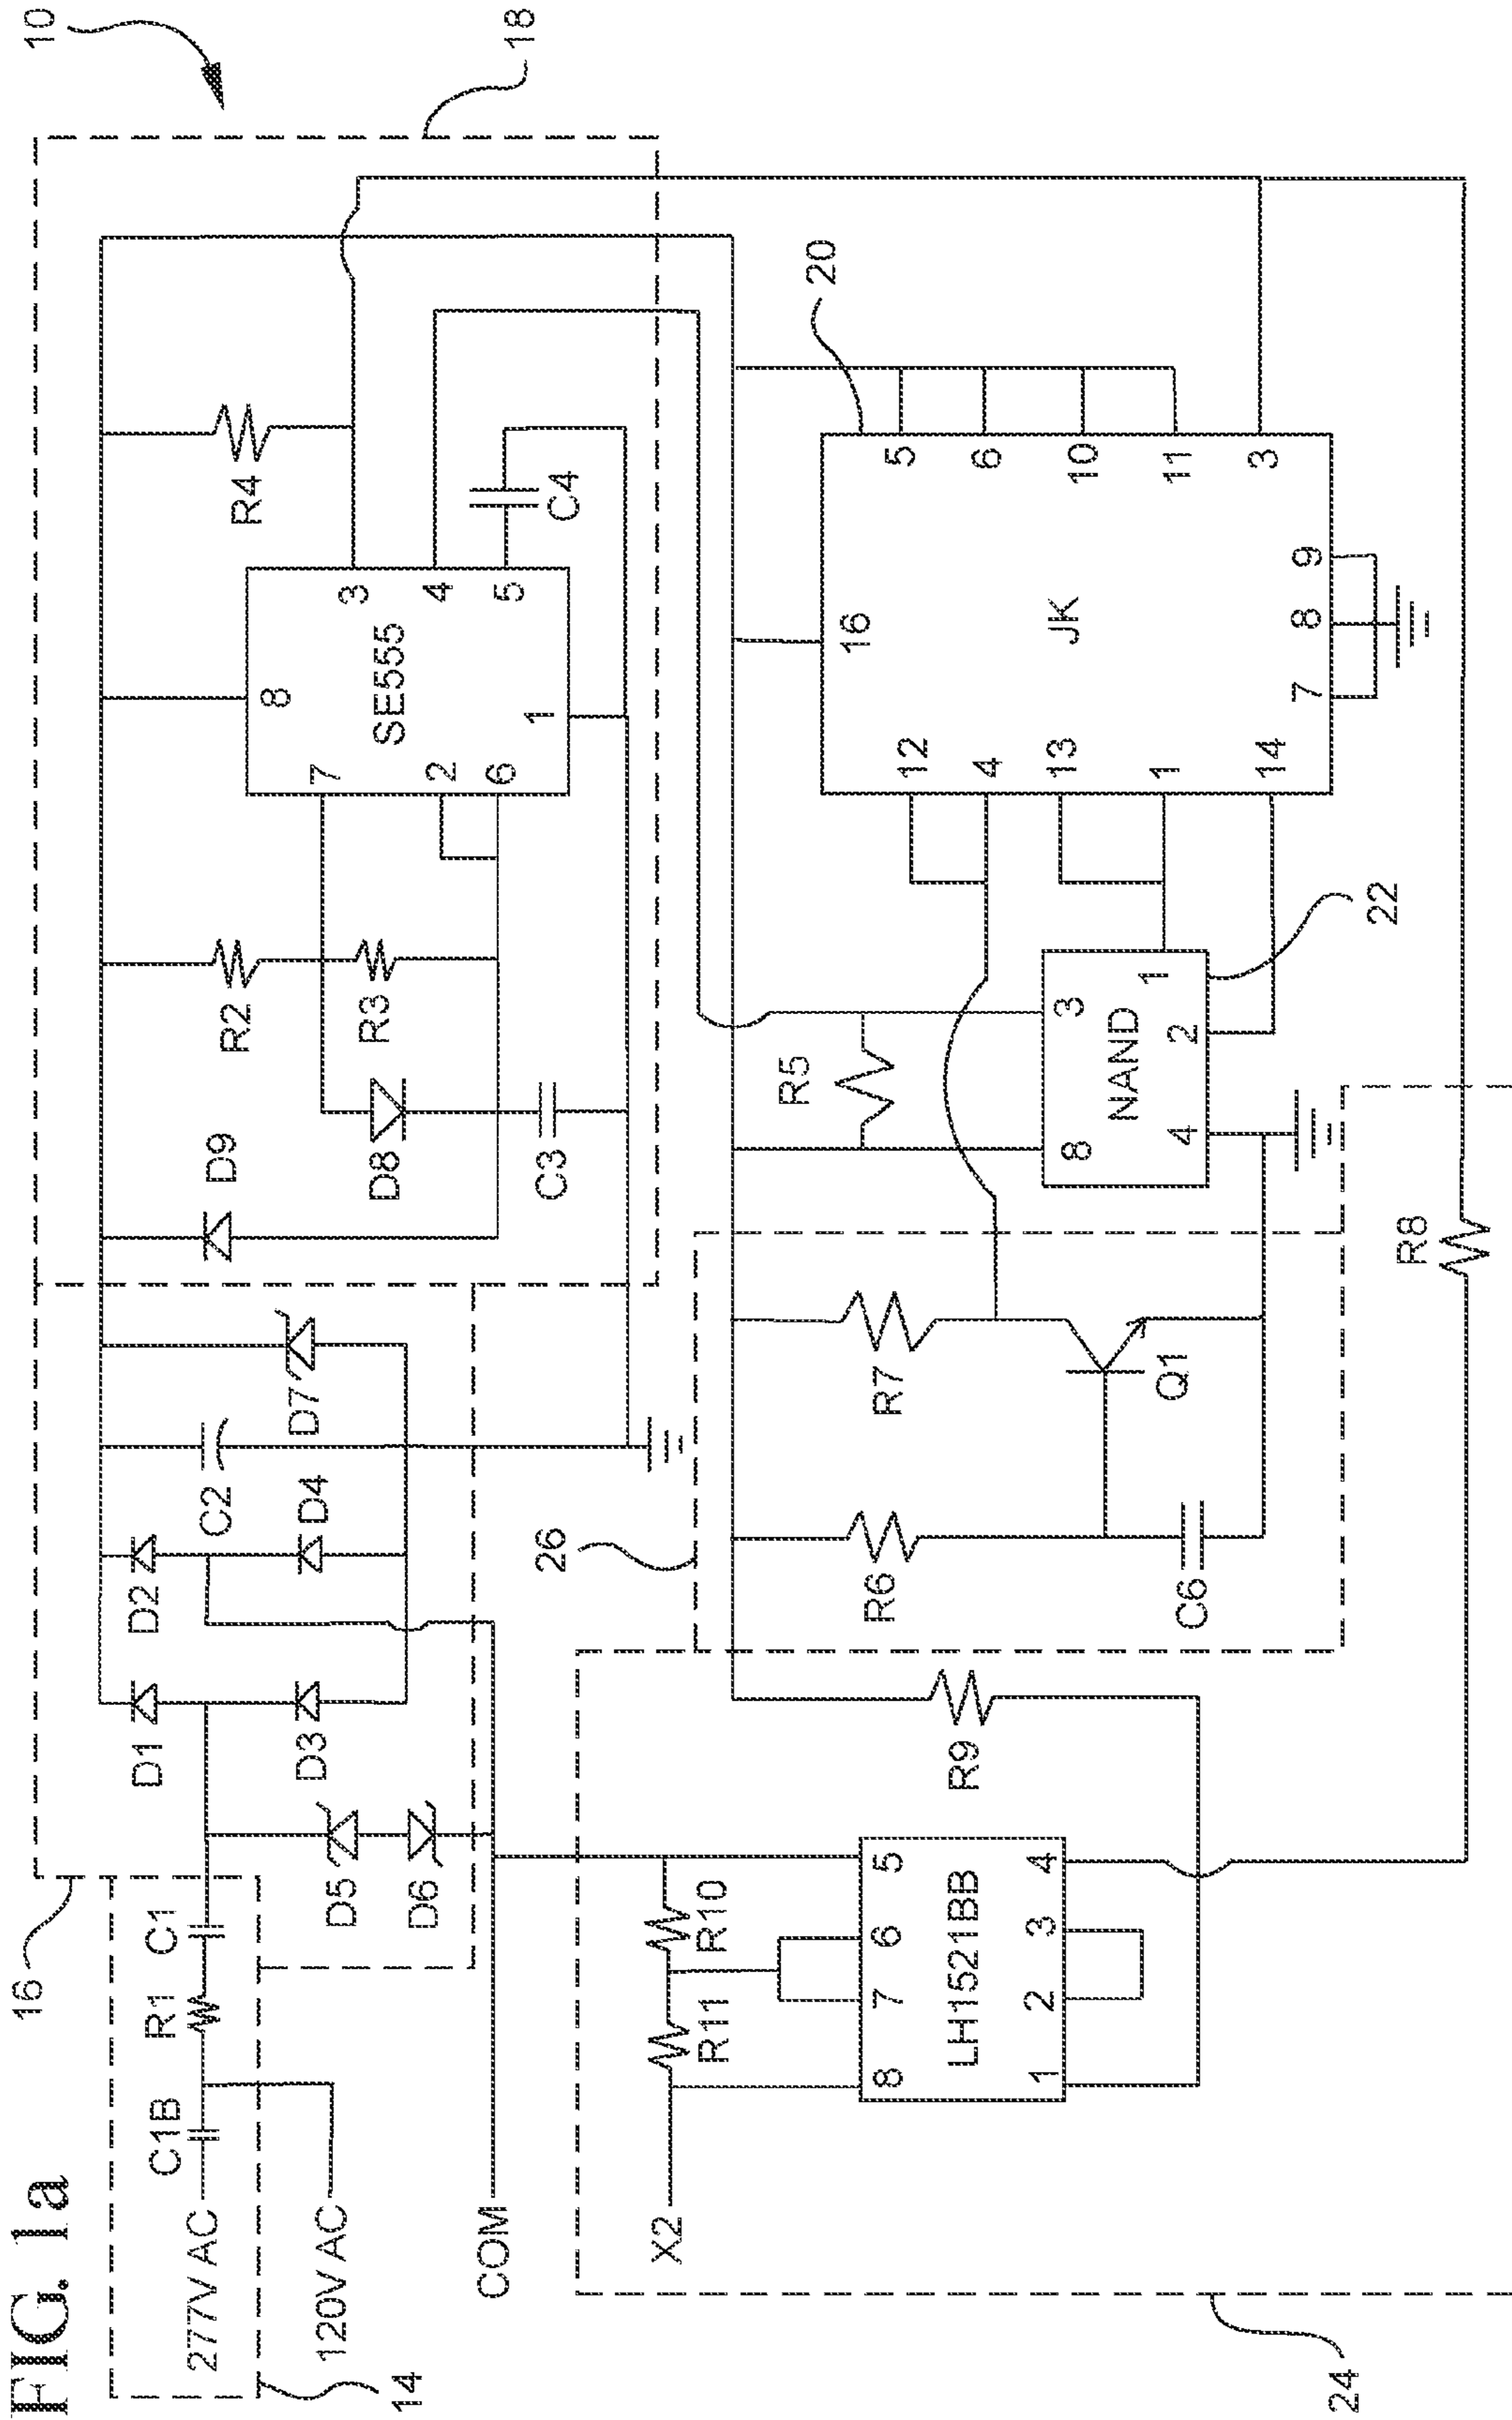 FIG. 1a
10
18
16
14
277V AC
C1B
R1
C1
120V AC
D1
D2
C2
D9
R2
R4
D3
D4
D7
D5
D6
D8
R3
C3
7
8
3
SE555
2
4
6
1
5
C4
COM
X2
26
20
R11
R10
8
7
6
5
LH1521BB
1
2
3
4
R9
R6
R7
C6
Q1
R5
8
3
NAND
1
4
2
22
12
16
5
4
6
13
JK
10
1
11
14
7
8
9
3
24
R8